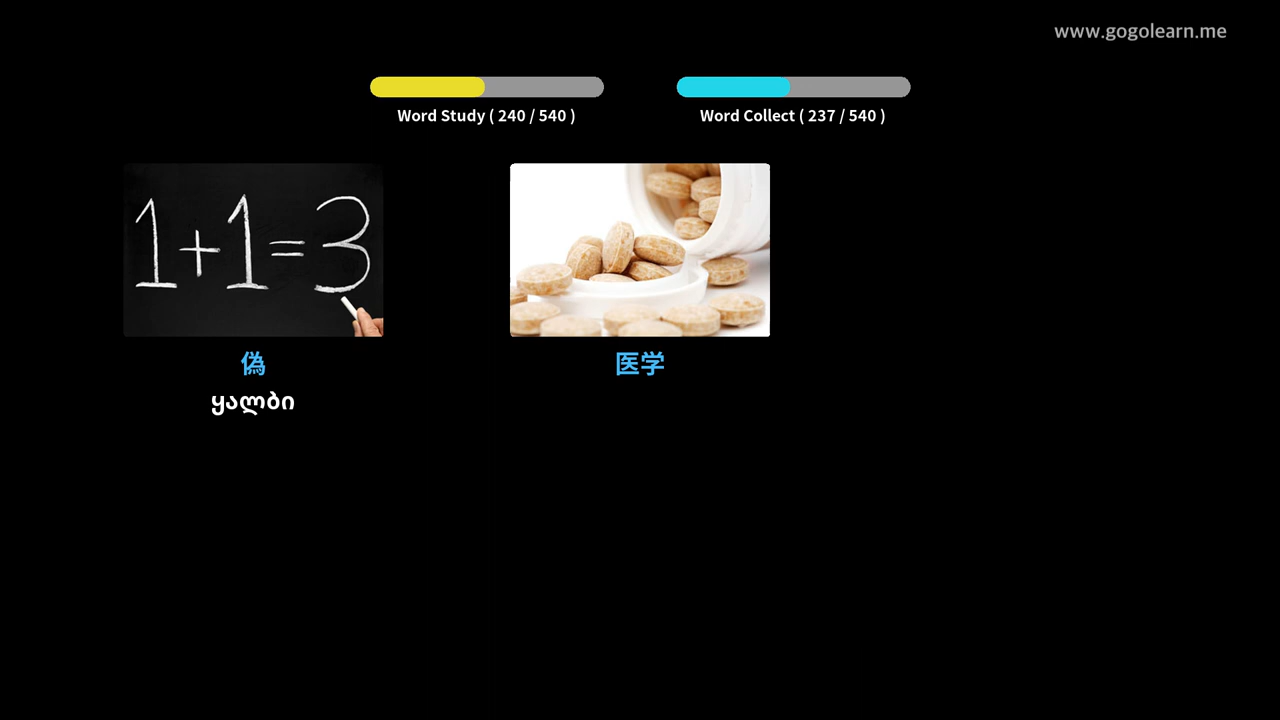 www.gogolearn.me
Word Study ( 240 / 540 )
Word Collect ( 237 / 540 )
1+1=3
偽
ყალბი
医学